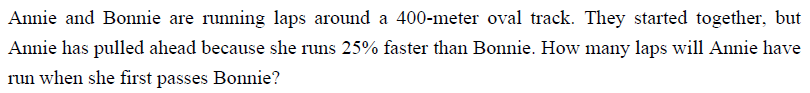 Annie and Bonnie are running laps around a 400-meter oval track. They started together, but
Annie has pulled ahead because she runs 25% faster than Bonnie. How many laps will Annie have
run when she first passes Bonnie?